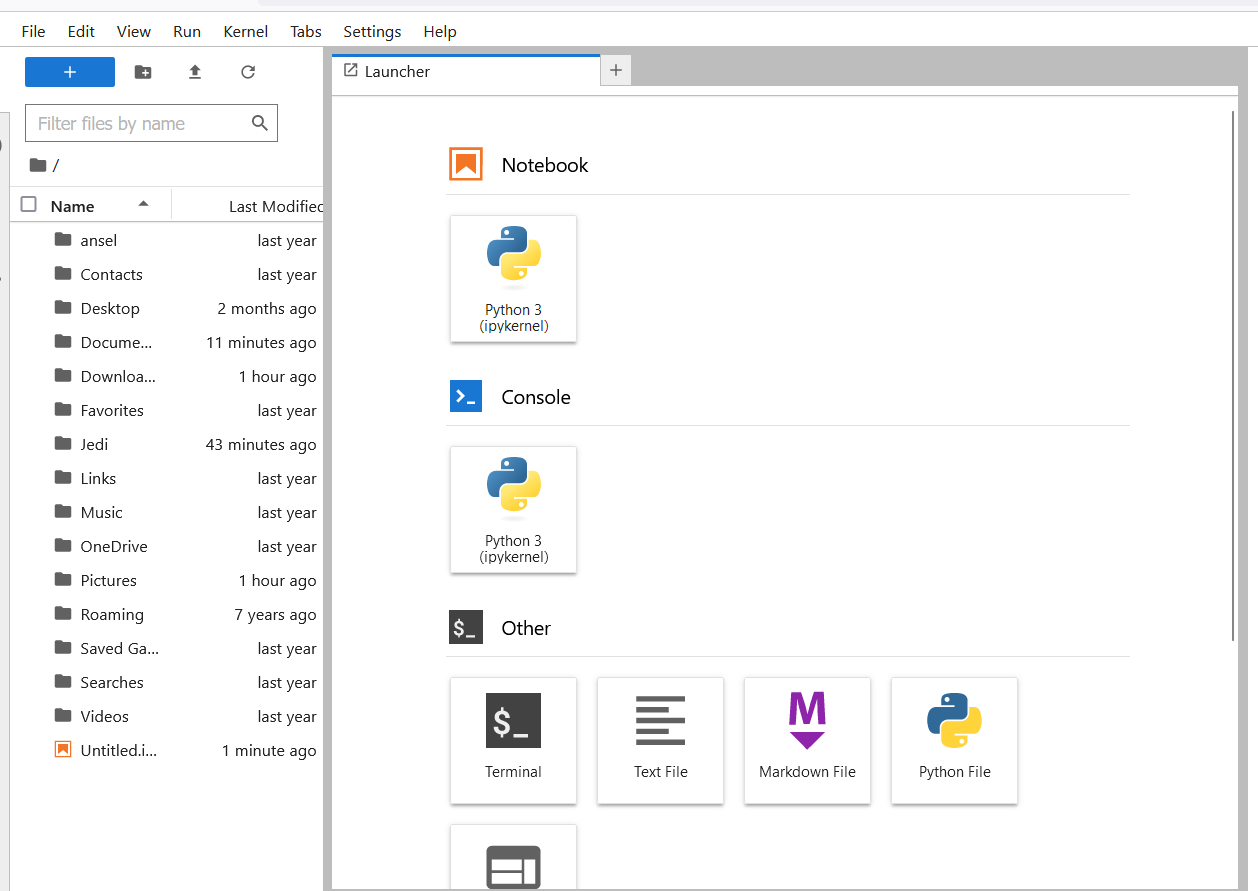 File Edit View Run Kernel Tabs Settings Help
+
Launcher
+
Filter files by name
/
Name Last Modified
ansel last year
Contacts last year
Desktop 2 months ago
Docume... 11 minutes ago
Downloa... 1 hour ago
Favorites last year
Jedi 43 minutes ago
Links last year
Music last year
OneDrive last year
Pictures 1 hour ago
Roaming 7 years ago
Saved Ga... last year
Searches last year
Videos last year
Untitled.i... 1 minute ago
Notebook
Python 3
(ipykernel)
>_ Console
Python 3
(ipykernel)
$_ Other
$_
Terminal
Text File
M
Markdown File
Python File